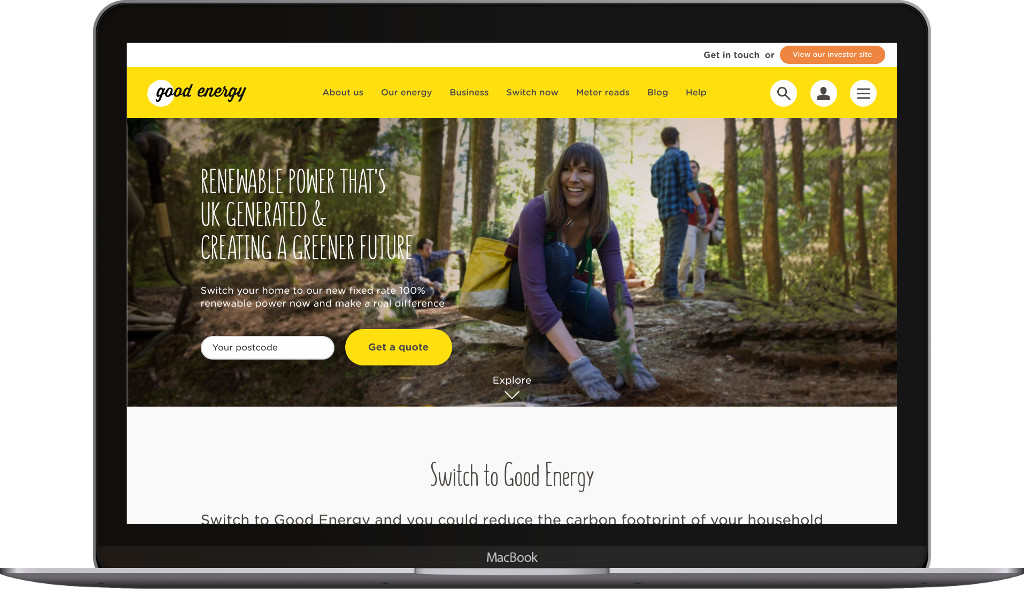 Get in touch or View our investor site
good energy About us Our energy Business Switch now Meter reads Blog Help
RENEWABLE POWER THAT'S
UK GENERATED &
CREATING A GREENER FUTURE
Switch your home to our new fixed rate 100%
renewable power now and make a real difference
Your postcode Get a quote
Explore
Switch to Good Energy
Switch to Good Energy and you could reduce the carbon footprint of your household
MacBook